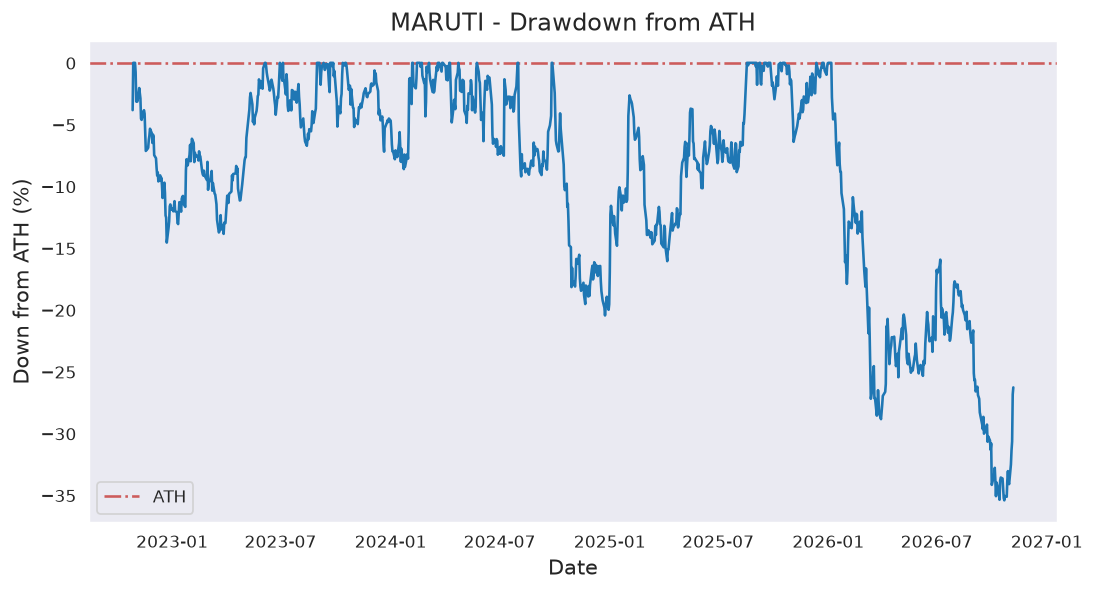 MARUTI - Drawdown from ATH
Down from ATH (%)
0
−5
−10
−15
−20
−25
−30
−35
ATH
2023-01 2023-07 2024-01 2024-07 2025-01 2025-07 2026-01 2026-07 2027-01
Date